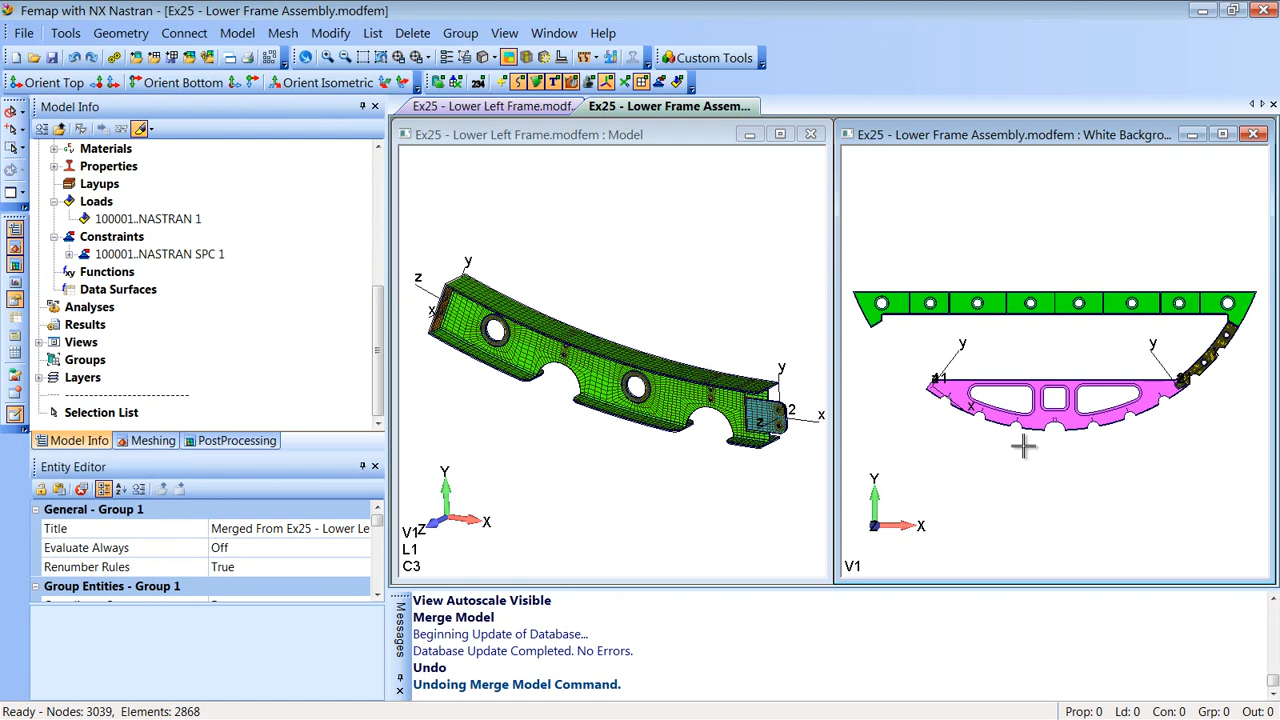 Femap with NX Nastran - [Ex25 - Lower Frame Assembly.modfem]
File Tools Geometry Connect Model Mesh Modify List Delete Group View Window Help
Custom Tools
Orient Top Orient Bottom Orient Isometric
Model Info
Materials
Properties
Layups
Loads
100001..NASTRAN 1
Constraints
100001..NASTRAN SPC 1
Functions
Data Surfaces
Analyses
Results
Views
Groups
Layers
Selection List
Model Info Meshing PostProcessing
Entity Editor
General - Group 1
Title Merged From Ex25 - Lower Le
Evaluate Always Off
Renumber Rules True
Group Entities - Group 1
Ex25 - Lower Left Frame.modf...
Ex25 - Lower Frame Assem...
Ex25 - Lower Left Frame.modfem : Model
y
z
x
y
2
x
Y
X
Z
V1
L1
C3
Ex25 - Lower Frame Assembly.modfem : White Backgro...
y
y
x
Y
X
V1
Messages
View Autoscale Visible
Merge Model
Beginning Update of Database...
Database Update Completed. No Errors.
Undo
Undoing Merge Model Command.
Ready - Nodes: 3039, Elements: 2868
Prop: 0 Ld: 0 Con: 0 Grp: 0 Out: 0